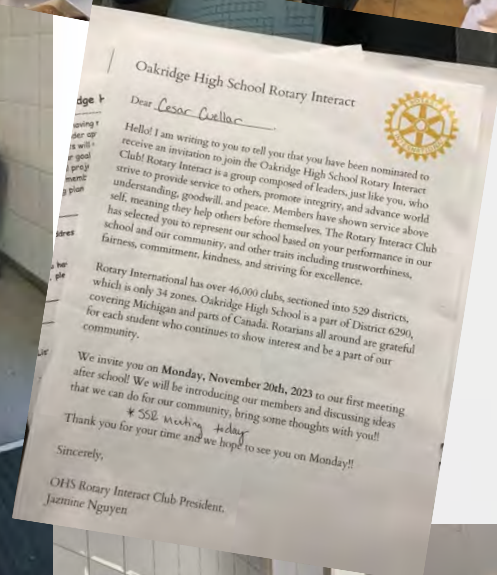 Oakridge High School Rotary Interact
Dear Cesar Cuellar
Hello! I am writing to you to tell you that you have been nominated to
receive an invitation to join the Oakridge High School Rotary Interact
Club! Rotary Interact is a group composed of leaders, just like you, who
strive to provide service to others, promote integrity, and advance world
understanding, goodwill, and peace. Members have shown service above
self, meaning they help others before themselves. The Rotary Interact Club
has selected you to represent our school based on your performance in our
school and our community, and other traits including trustworthiness,
fairness, commitment, kindness, and striving for excellence.
Rotary International has over 46,000 clubs, sectioned into 529 districts,
which is only 34 zones. Oakridge High School is a part of District 6290,
covering Michigan and parts of Canada. Rotarians all around are grateful
for each student who continues to show interest and be a part of our
community.
We invite you on Monday, November 20th, 2023 to our first meeting
after school! We will be introducing our members and discussing ideas
that we can do for our community, bring some thoughts with you!!
* SSR meeting today
Thank you for your time and we hope to see you on Monday!!
Sincerely,
OHS Rotary Interact Club President.
Jazmine Nguyen
ROTARY
INTERNATIONAL